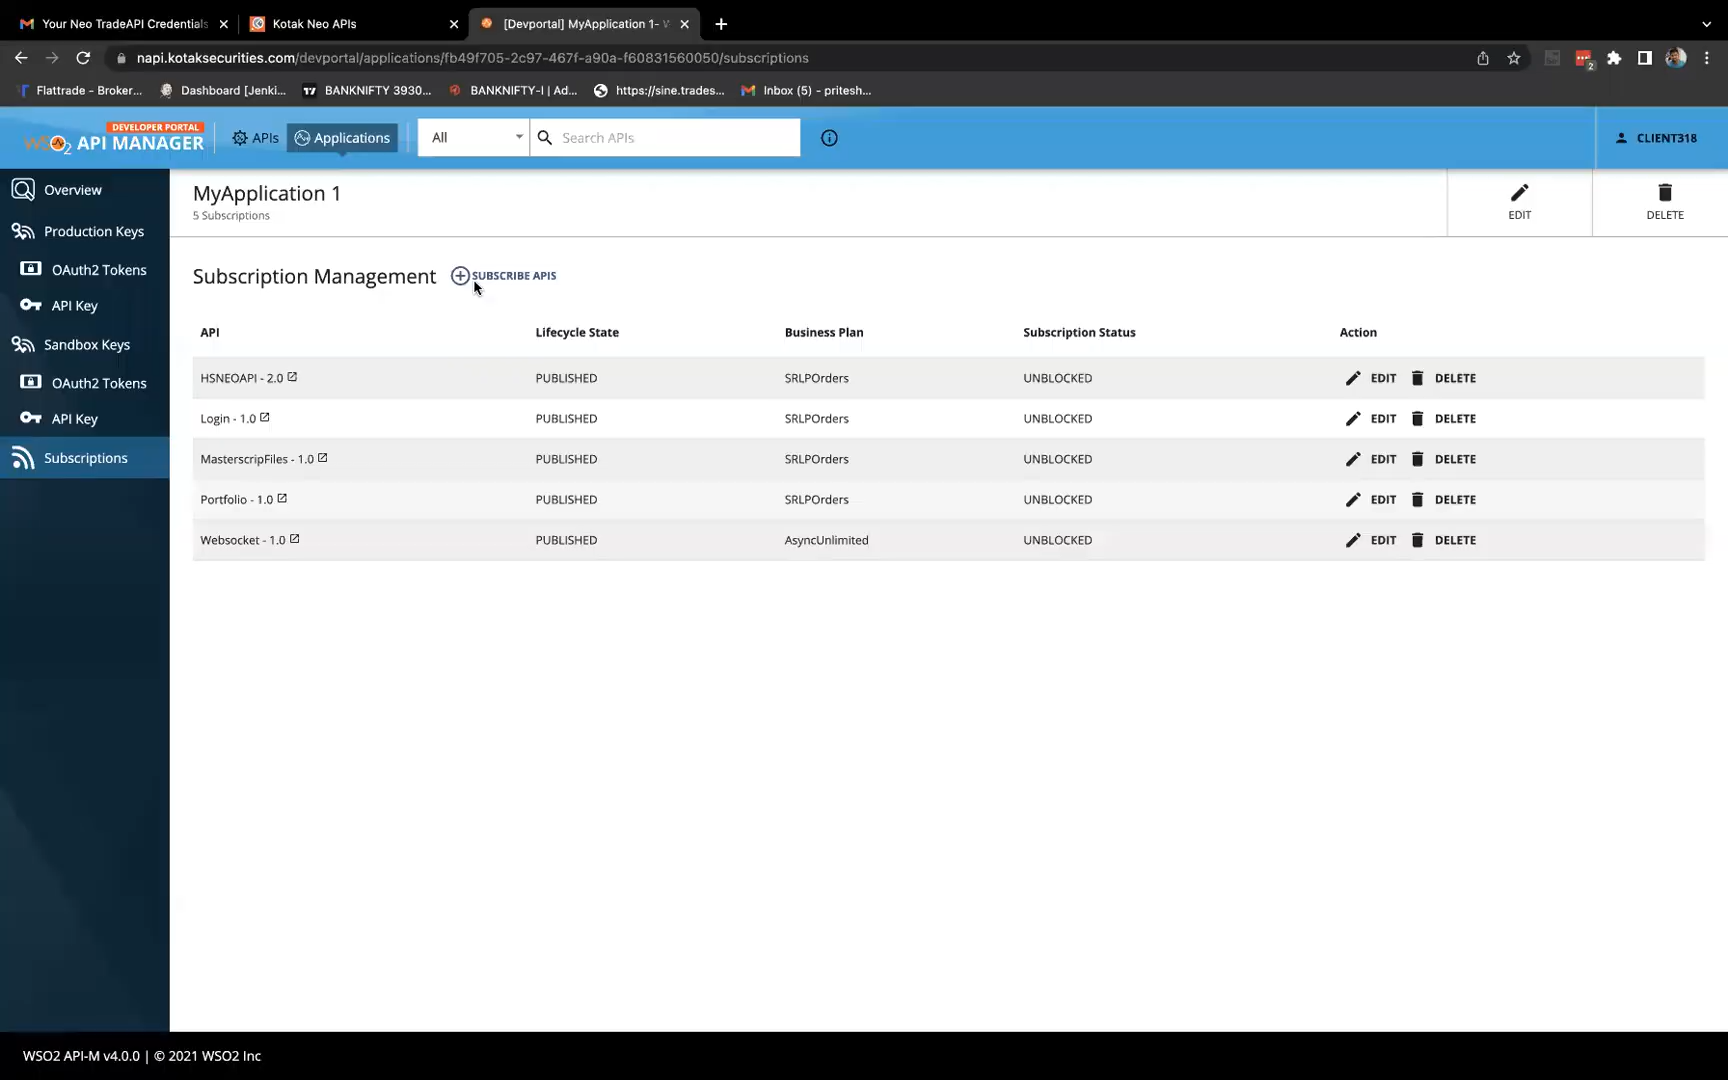 Your Neo TradeAPI Credentials
Kotak Neo APIs
[Devportal] MyApplication 1-
napi.kotaksecurities.com/devportal/applications/fb49f705-2c97-467f-a90a-f60831560050/subscriptions
Flattrade - Broker...
Dashboard [Jenki...
BANKNIFTY 3930...
BANKNIFTY-I | Ad...
https://sine.trades...
Inbox (5) - pritesh...
2
DEVELOPER PORTAL
WSO2 API MANAGER
APIs
Applications
All
Search APIs
CLIENT318
Overview
Production Keys
OAuth2 Tokens
API Key
Sandbox Keys
OAuth2 Tokens
API Key
Subscriptions
MyApplication 1
5 Subscriptions
EDIT
DELETE
Subscription Management
SUBSCRIBE APIS
API Lifecycle State Business Plan Subscription Status Action
HSNEOAPI - 2.0 PUBLISHED SRLPOrders UNBLOCKED EDIT DELETE
Login - 1.0 PUBLISHED SRLPOrders UNBLOCKED EDIT DELETE
MasterscripFiles - 1.0 PUBLISHED SRLPOrders UNBLOCKED EDIT DELETE
Portfolio - 1.0 PUBLISHED SRLPOrders UNBLOCKED EDIT DELETE
Websocket - 1.0 PUBLISHED AsyncUnlimited UNBLOCKED EDIT DELETE
WSO2 API-M v4.0.0 | © 2021 WSO2 Inc